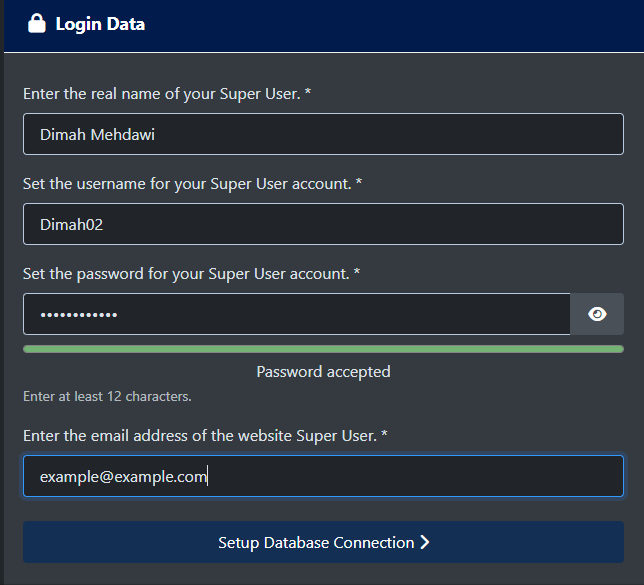 Login Data
Enter the real name of your Super User. *
Dimah Mehdawi
Set the username for your Super User account. *
Dimah02
Set the password for your Super User account. *
••••••••••••
Password accepted
Enter at least 12 characters.
Enter the email address of the website Super User. *
example@example.com
Setup Database Connection